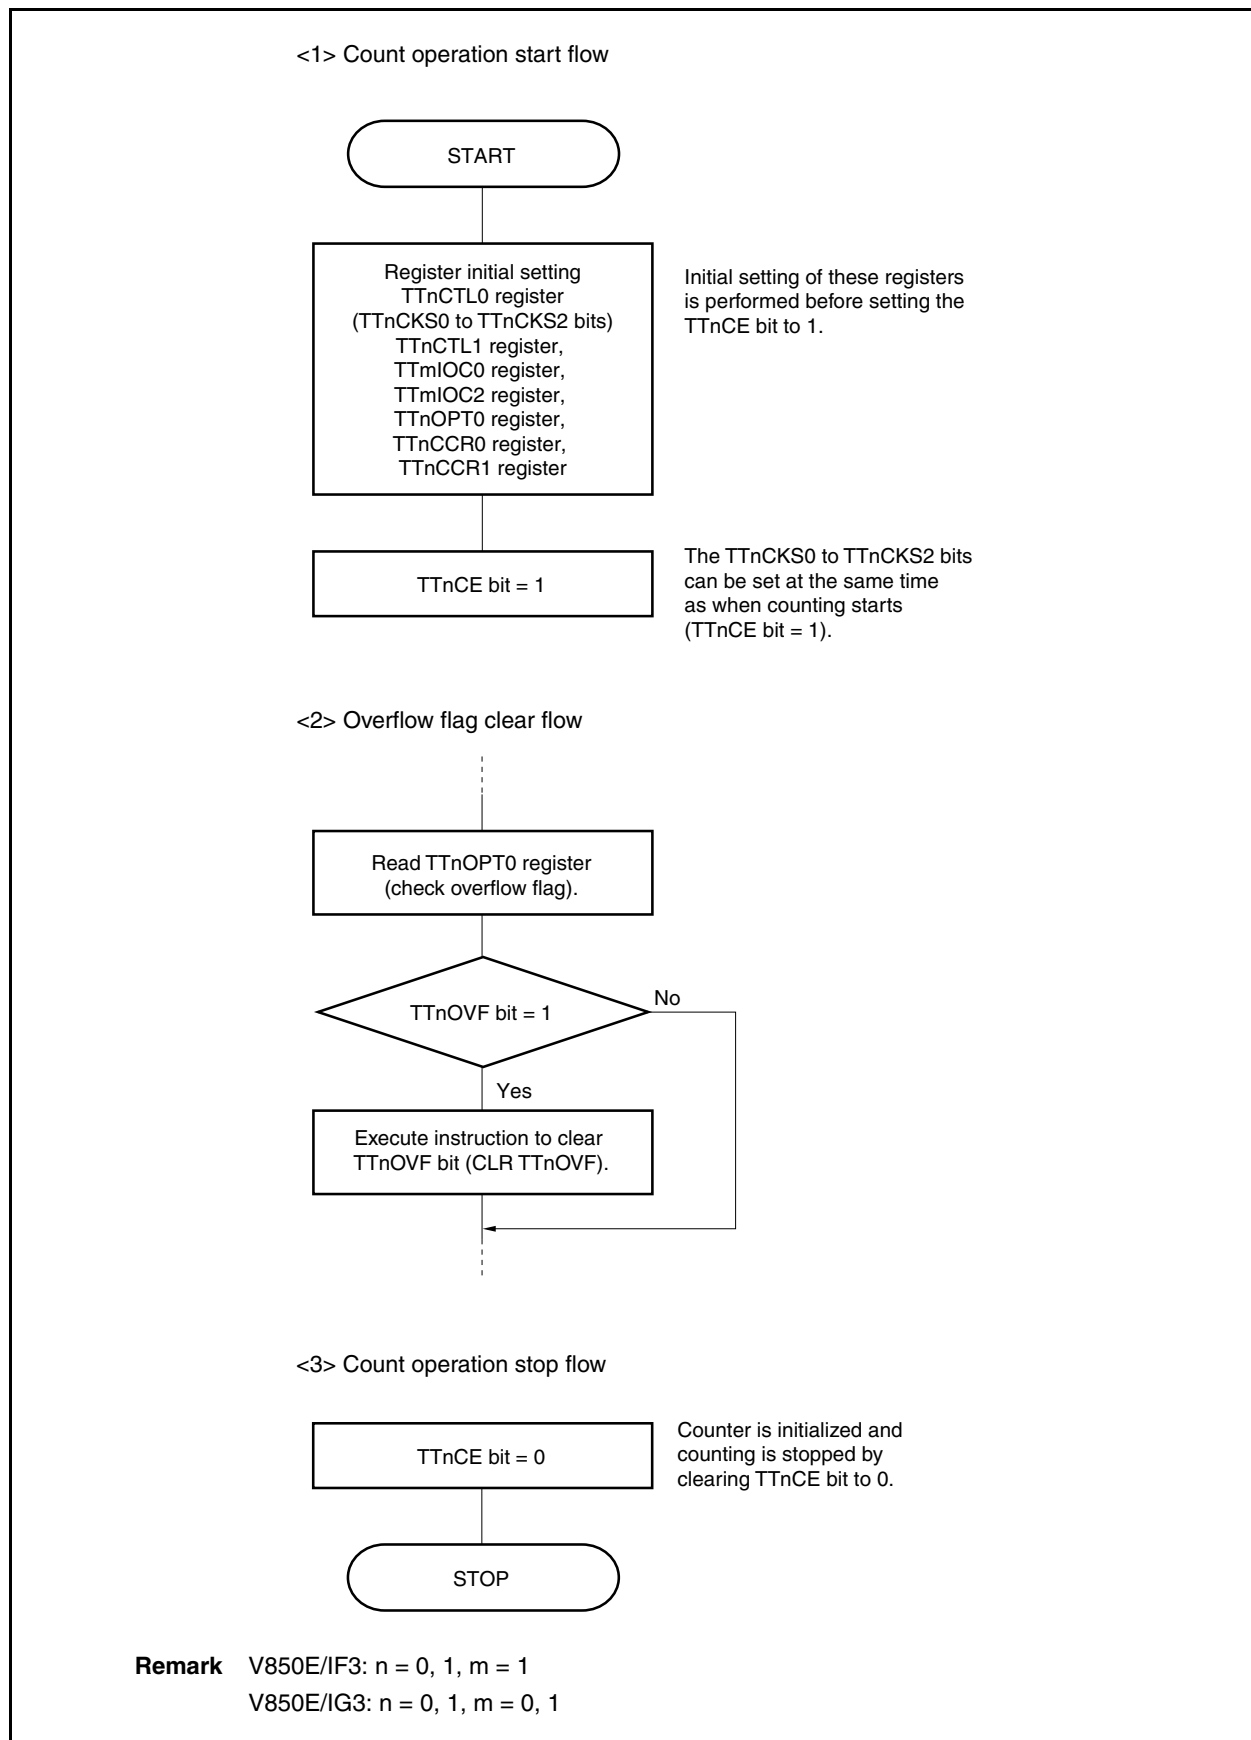 <1> Count operation start flow
START
Register initial setting
TTnCTL0 register
(TTnCKS0 to TTnCKS2 bits)
TTnCTL1 register,
TTmIOC0 register,
TTmIOC2 register,
TTnOPT0 register,
TTnCCR0 register,
TTnCCR1 register
Initial setting of these registers
is performed before setting the
TTnCE bit to 1.
TTnCE bit = 1
The TTnCKS0 to TTnCKS2 bits
can be set at the same time
as when counting starts
(TTnCE bit = 1).
<2> Overflow flag clear flow
Read TTnOPT0 register
(check overflow flag).
TTnOVF bit = 1
No
Yes
Execute instruction to clear
TTnOVF bit (CLR TTnOVF).
<3> Count operation stop flow
TTnCE bit = 0
Counter is initialized and
counting is stopped by
clearing TTnCE bit to 0.
STOP
Remark V850E/IF3: n = 0, 1, m = 1
V850E/IG3: n = 0, 1, m = 0, 1